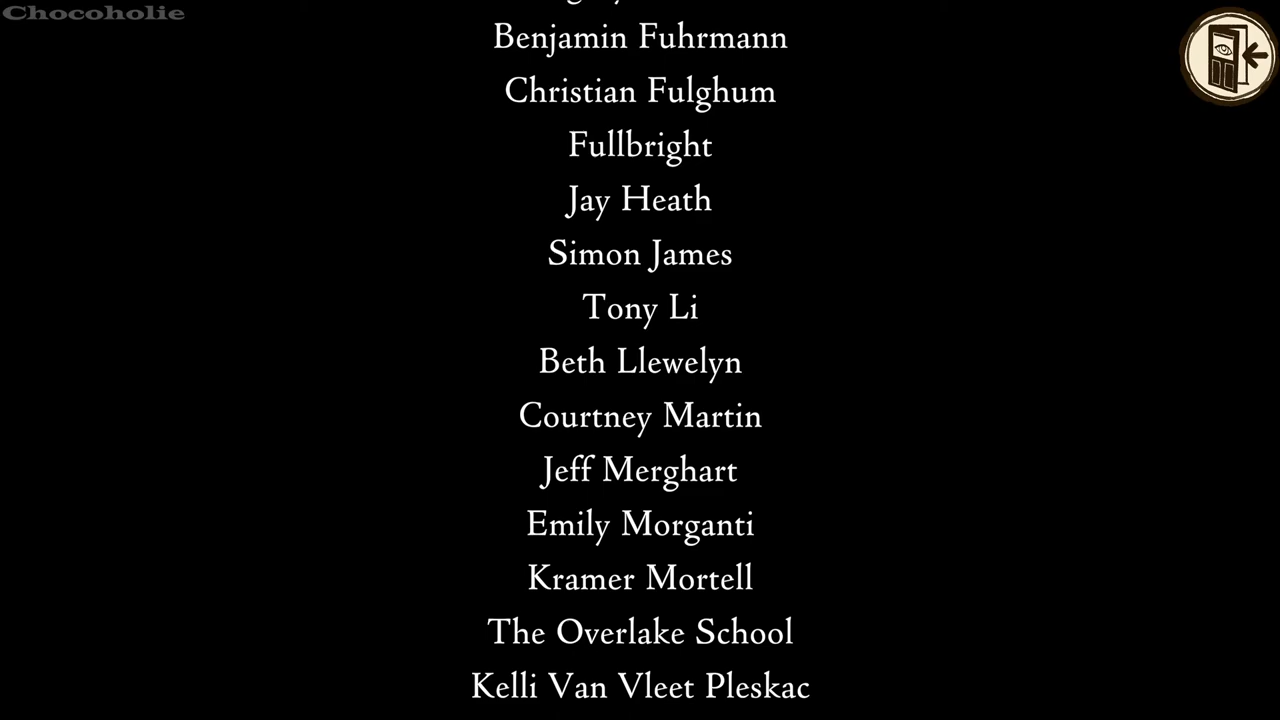 Chocoholie
Benjamin Fuhrmann
Christian Fulghum
Fullbright
Jay Heath
Simon James
Tony Li
Beth Llewelyn
Courtney Martin
Jeff Merghart
Emily Morganti
Kramer Mortell
The Overlake School
Kelli Van Vleet Pleskac